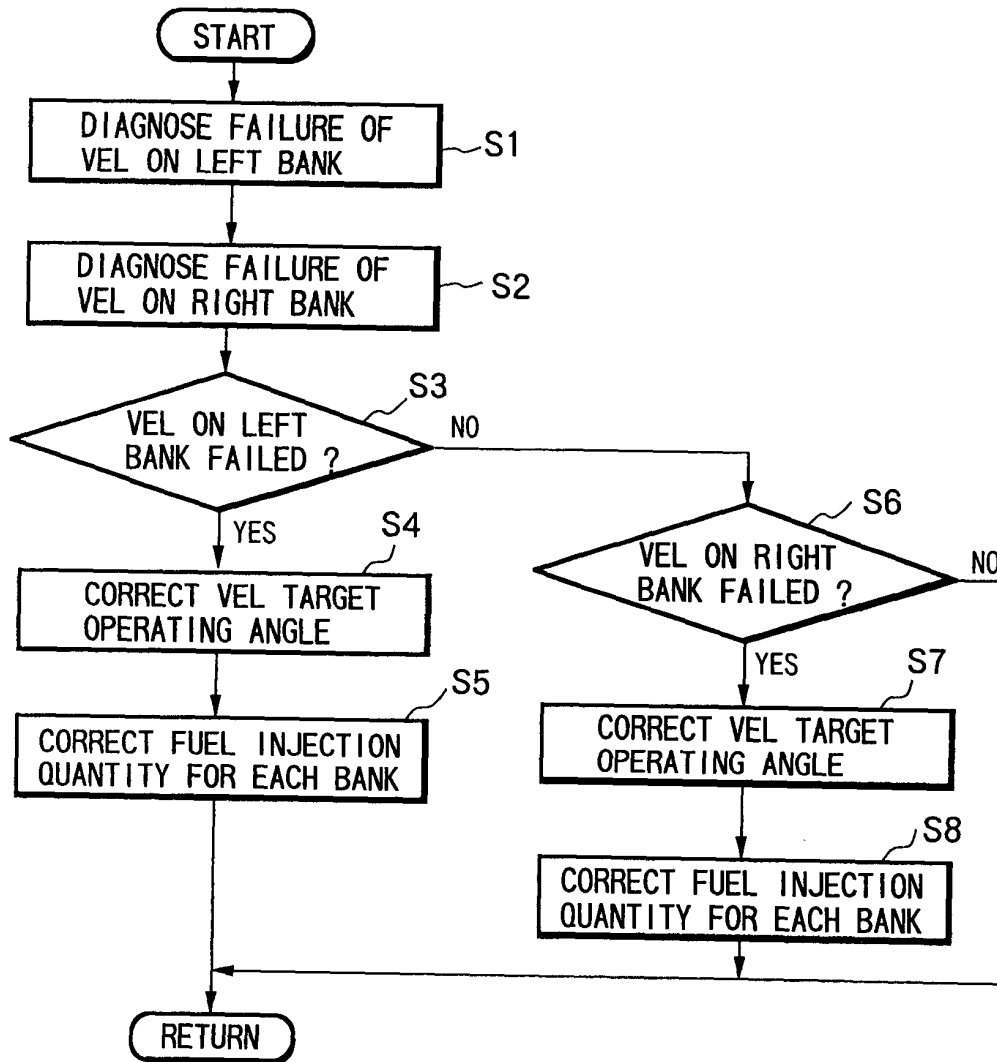 START
DIAGNOSE FAILURE OF
VEL ON LEFT BANK
S1
DIAGNOSE FAILURE OF
VEL ON RIGHT BANK
S2
S3
VEL ON LEFT
BANK FAILED ?
NO
YES
S4
CORRECT VEL TARGET
OPERATING ANGLE
S5
CORRECT FUEL INJECTION
QUANTITY FOR EACH BANK
S6
VEL ON RIGHT
BANK FAILED ?
NO
YES
S7
CORRECT VEL TARGET
OPERATING ANGLE
S8
CORRECT FUEL INJECTION
QUANTITY FOR EACH BANK
RETURN